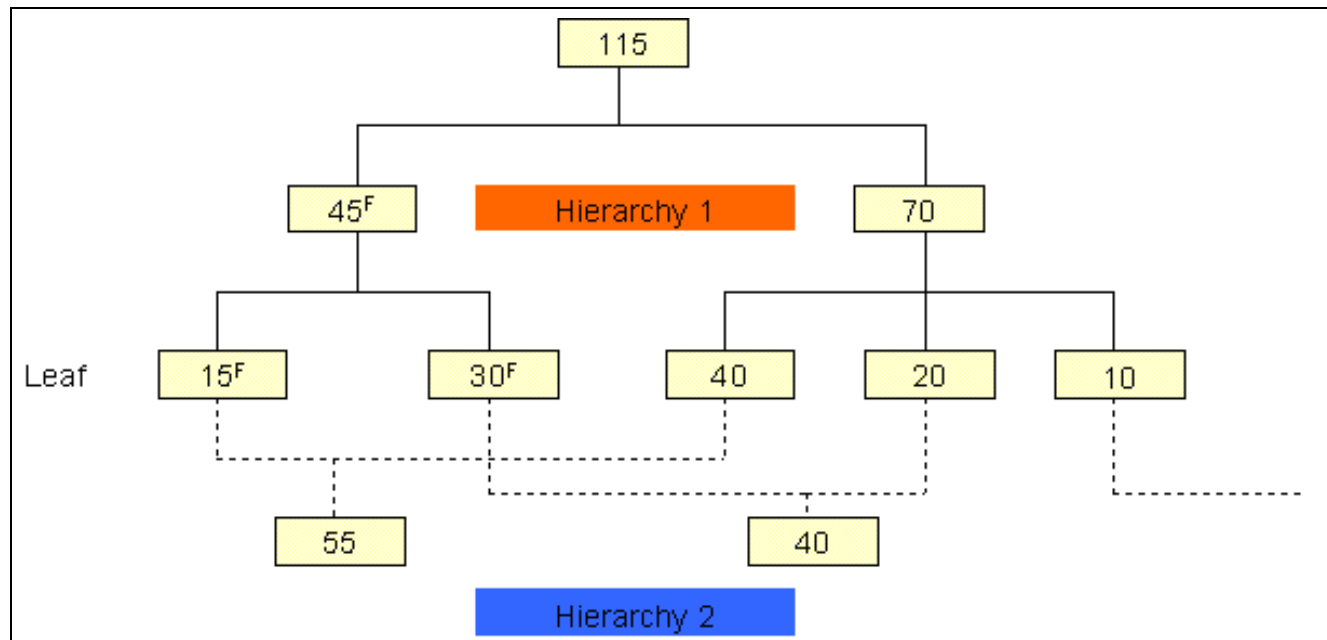 115
45ᶠ Hierarchy 1 70
Leaf 15ᶠ 30ᶠ 40 20 10
55 40
Hierarchy 2